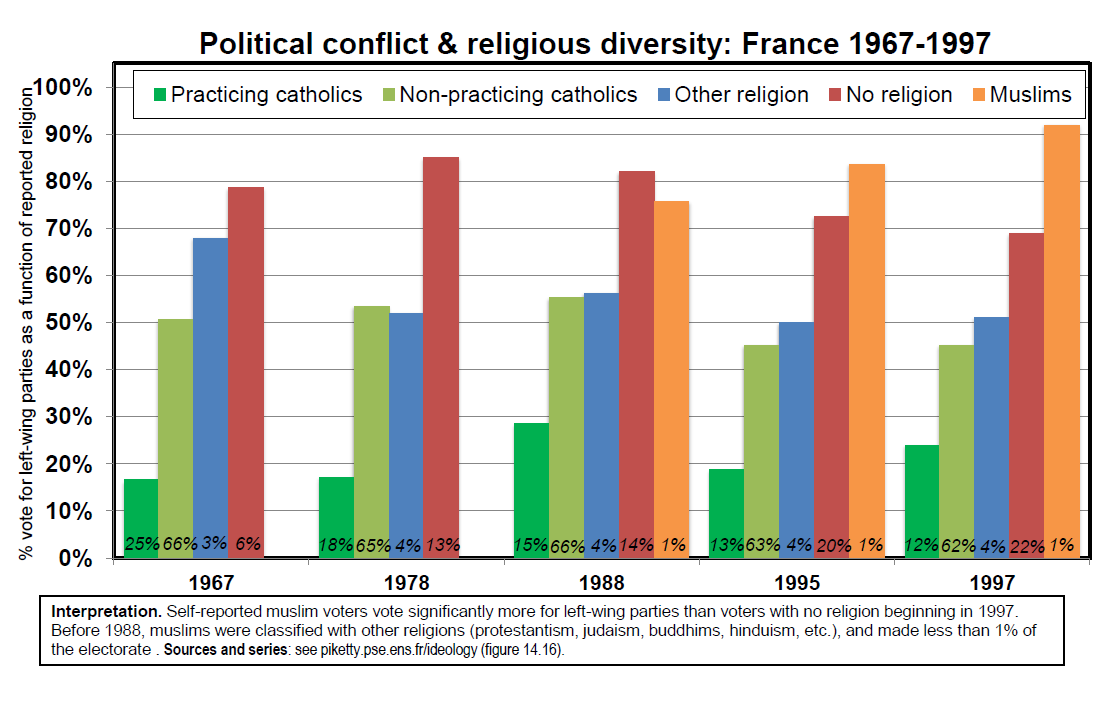 Political conflict & religious diversity: France 1967-1997
Practicing catholics Non-practicing catholics Other religion No religion Muslims
% vote for left-wing parties as a function of reported religion
100%
90%
80%
70%
60%
50%
40%
30%
20%
10%
0%
25% 66% 3% 6%
18% 65% 4% 13%
15% 66% 4% 14% 1%
13% 63% 4% 20% 1%
12% 62% 4% 22% 1%
1967 1978 1988 1995 1997
Interpretation. Self-reported muslim voters vote significantly more for left-wing parties than voters with no religion beginning in 1997.
Before 1988, muslims were classified with other religions (protestantism, judaism, buddhims, hinduism, etc.), and made less than 1% of
the electorate . Sources and series: see piketty.pse.ens.fr/ideology (figure 14.16).